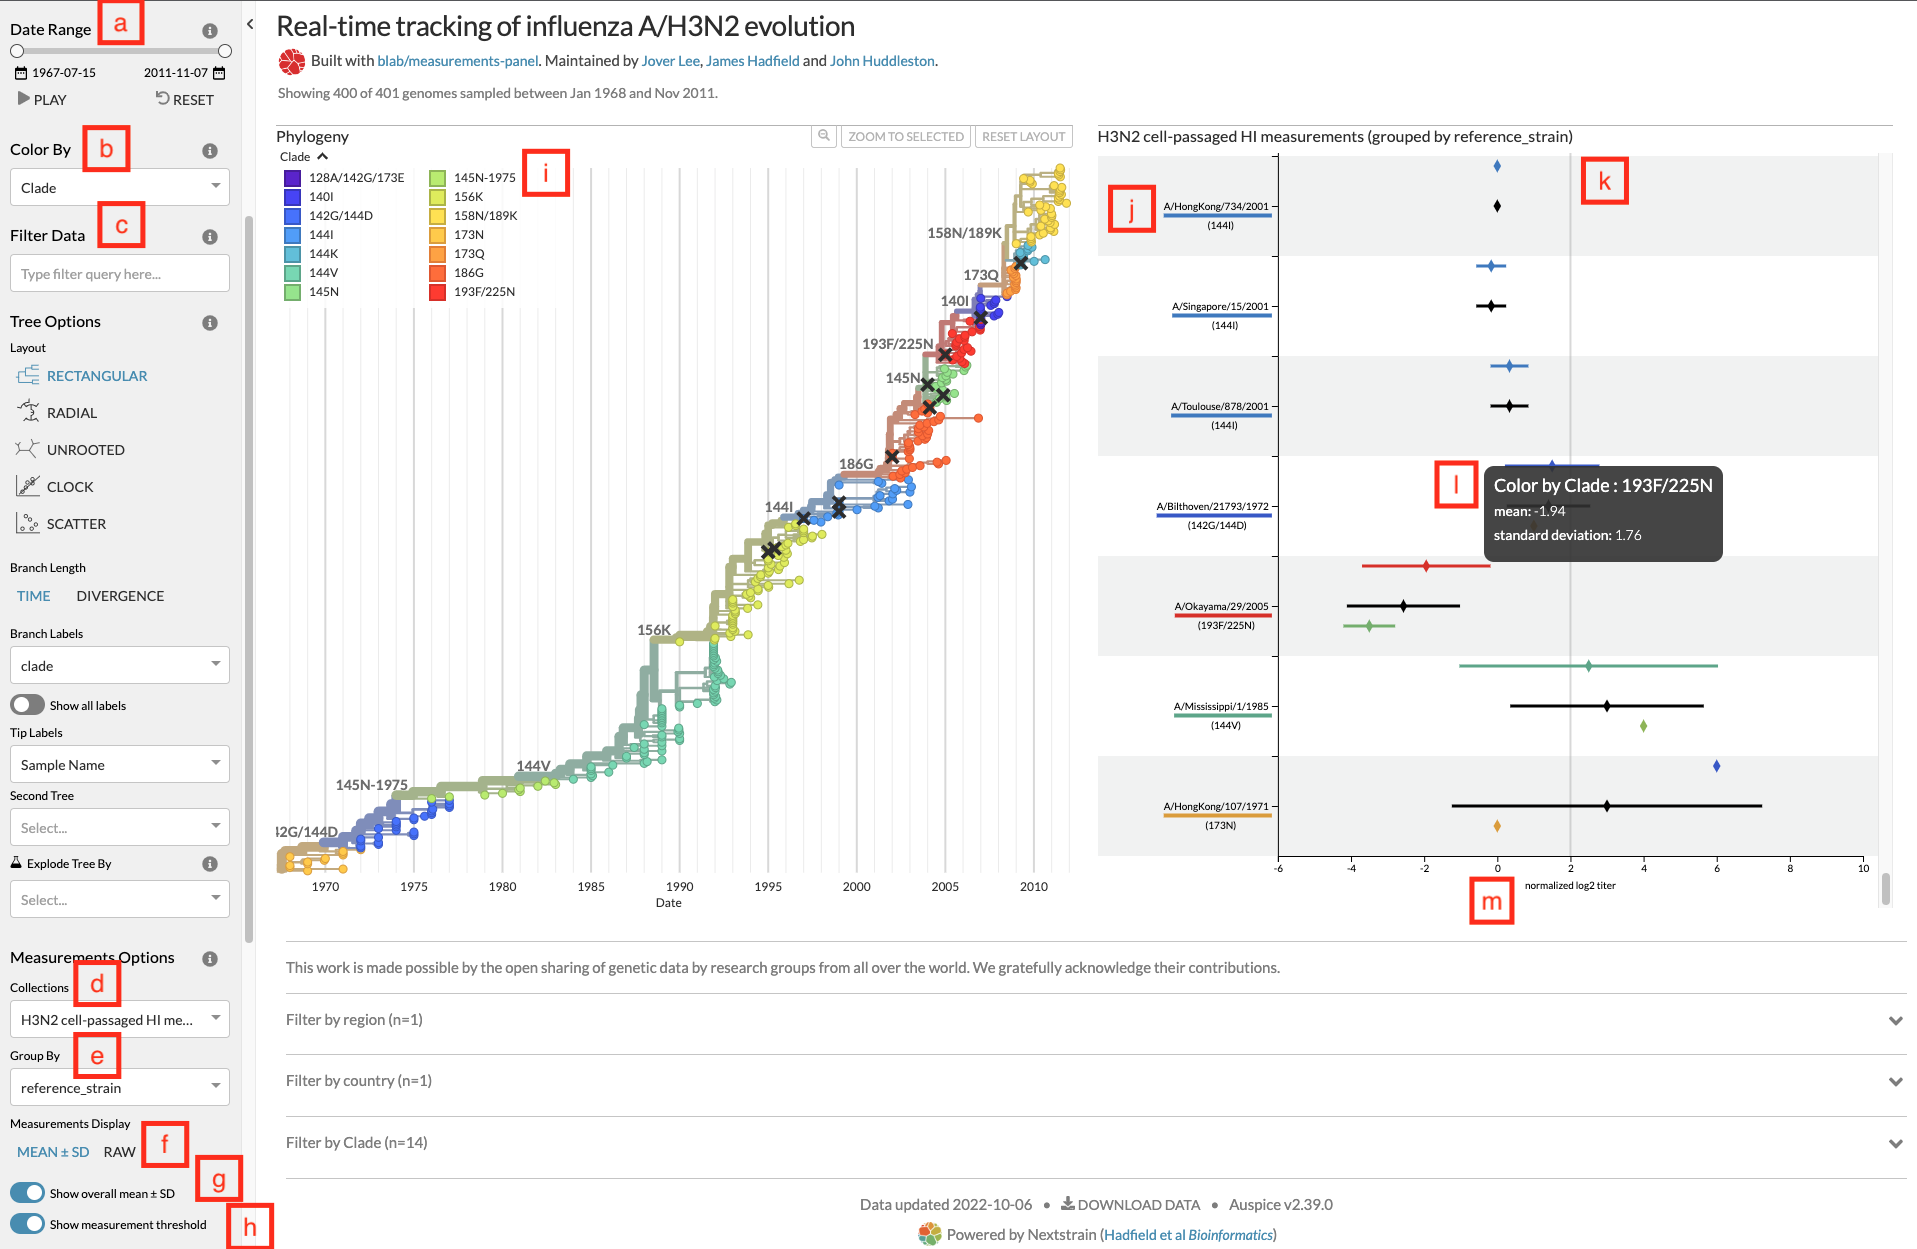 Date Range
a
1967-07-15
2011-11-07
PLAY
RESET
Color By
b
Clade
c
Filter Data
Type filter query here...
Tree Options
Layout
RECTANGULAR
RADIAL
UNROOTED
CLOCK
SCATTER
Branch Length
TIME DIVERGENCE
Branch Labels
clade
Show all labels
Tip Labels
Sample Name
Second Tree
Select...
Explode Tree By
Select...
Measurements Options
d
Collections
H3N2 cell-passaged HI me...
Group By
e
reference_strain
Measurements Display
MEAN ± SD RAW
f
g
Show overall mean ± SD
Show measurement threshold
h
Real-time tracking of influenza A/H3N2 evolution
Built with blab/measurements-panel. Maintained by Jover Lee, James Hadfield and John Huddleston.
Showing 400 of 401 genomes sampled between Jan 1968 and Nov 2011.
Phylogeny
ZOOM TO SELECTED
RESET LAYOUT
Clade
128A/142G/173E
140I
142G/144D
144I
144K
144V
145N
145N-1975
156K
158N/189K
173N
173Q
186G
193F/225N
i
158N/189K
173Q
140I
193F/225N
145N
186G
144I
156K
144V
145N-1975
42G/144D
1970 1975 1980 1985 1990 1995 2000 2005 2010
Date
H3N2 cell-passaged HI measurements (grouped by reference_strain)
k
j
A/HongKong/734/2001
(144I)
A/Singapore/15/2001
(144I)
A/Toulouse/878/2001
(144I)
l
Color by Clade : 193F/225N
mean: -1.94
standard deviation: 1.76
A/Bilthoven/21793/1972
(142G/144D)
A/Okayama/29/2005
(193F/225N)
A/Mississippi/1/1985
(144V)
A/HongKong/107/1971
(173N)
-6 -4 -2 0 2 4 6 8 10
normalized log2 titer
m
This work is made possible by the open sharing of genetic data by research groups from all over the world. We gratefully acknowledge their contributions.
Filter by region (n=1)
Filter by country (n=1)
Filter by Clade (n=14)
Data updated 2022-10-06 • DOWNLOAD DATA • Auspice v2.39.0
Powered by Nextstrain (Hadfield et al Bioinformatics)